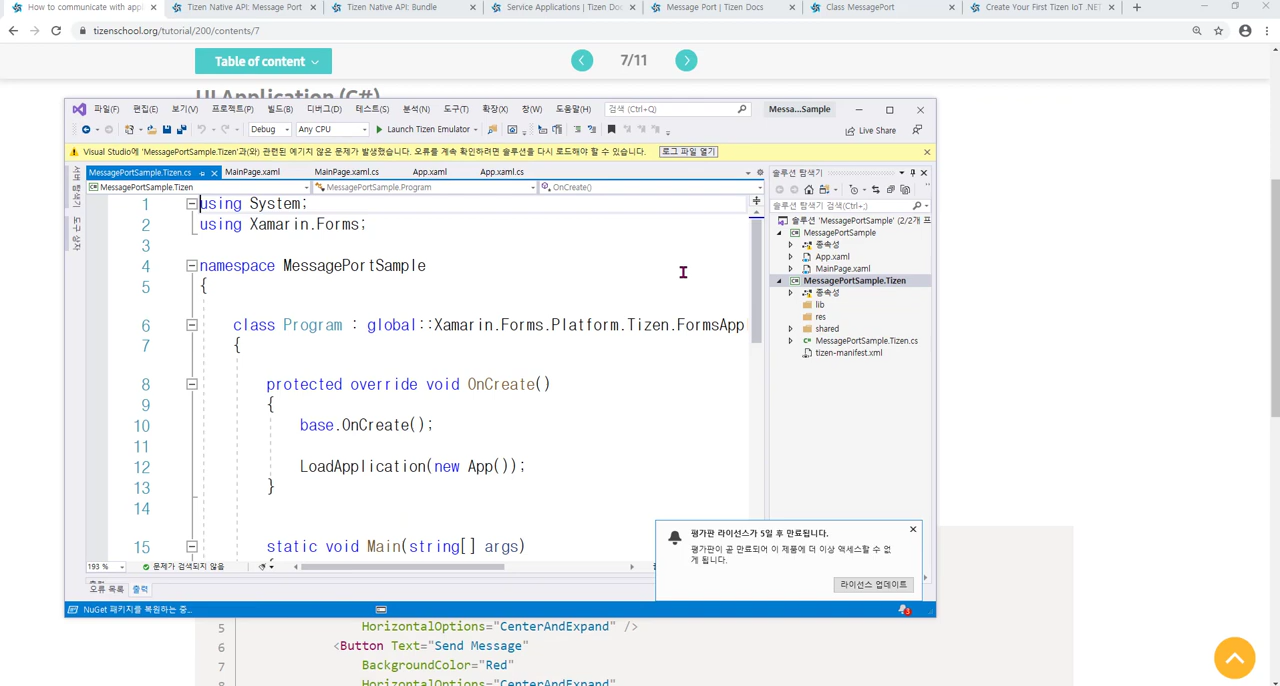 How to communicate with appl
Tizen Native API: Message Port
Tizen Native API: Bundle
Service Applications | Tizen Doc
Message Port | Tizen Docs
Class MessagePort
Create Your First Tizen IoT .NET
tizenschool.org/tutorial/200/contents/7
Table of content
7/11
UI Application (C#)
파일(F) 편집(E) 보기(V) 프로젝트(P) 빌드(B) 디버그(D) 테스트(S) 분석(N) 도구(T) 확장(X) 창(W) 도움말(H) 검색 (Ctrl+Q) Messa...Sample
Debug Any CPU Launch Tizen Emulator Live Share
Visual Studio에 'MessagePortSample.Tizen'과(와) 관련된 예기치 않은 문제가 발생했습니다. 오류를 계속 확인하려면 솔루션을 다시 로드해야 할 수 있습니다. 로그 파일 열기
MessagePortSample.Tizen.cs MainPage.xaml MainPage.xaml.cs App.xaml App.xaml.cs
MessagePortSample.Tizen MessagePortSample.Program OnCreate()
1 using System;
2 using Xamarin.Forms;
3
4 namespace MessagePortSample
5 {
6 class Program : global::Xamarin.Forms.Platform.Tizen.FormsApp
7 {
8 protected override void OnCreate()
9 {
10 base.OnCreate();
11
12 LoadApplication(new App());
13 }
14
15 static void Main(string[] args)
193 % 문제가 검색되지 않음
오류 목록 출력
NuGet 패키지를 복원하는 중...
솔루션 탐색기
솔루션 탐색기 검색(Ctrl+;)
솔루션 'MessagePortSample' (2/2개 프
MessagePortSample
종속성
App.xaml
MainPage.xaml
MessagePortSample.Tizen
종속성
lib
res
shared
MessagePortSample.Tizen.cs
tizen-manifest.xml
평가판 라이선스가 5일 후 만료됩니다.
평가판이 곧 만료되어 이 제품에 더 이상 액세스할 수 없
게 됩니다.
라이선스 업데이트
5 HorizontalOptions="CenterAndExpand" />
6 <Button Text="Send Message"
7 BackgroundColor="Red"
HorizontalOptions="CenterAndExpand"